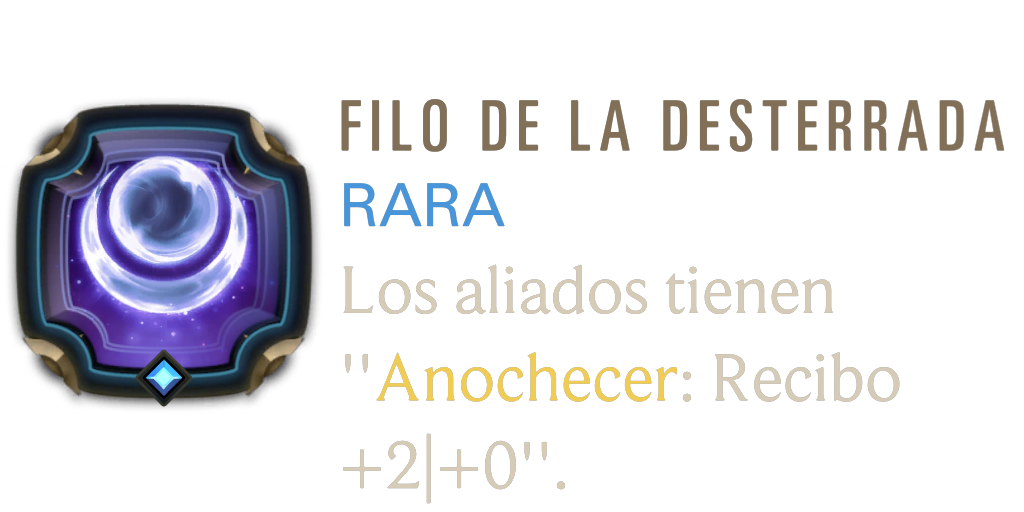 FILO DE LA DESTERRADA
RARA
Los aliados tienen
''Anochecer: Recibo
+2|+0''.